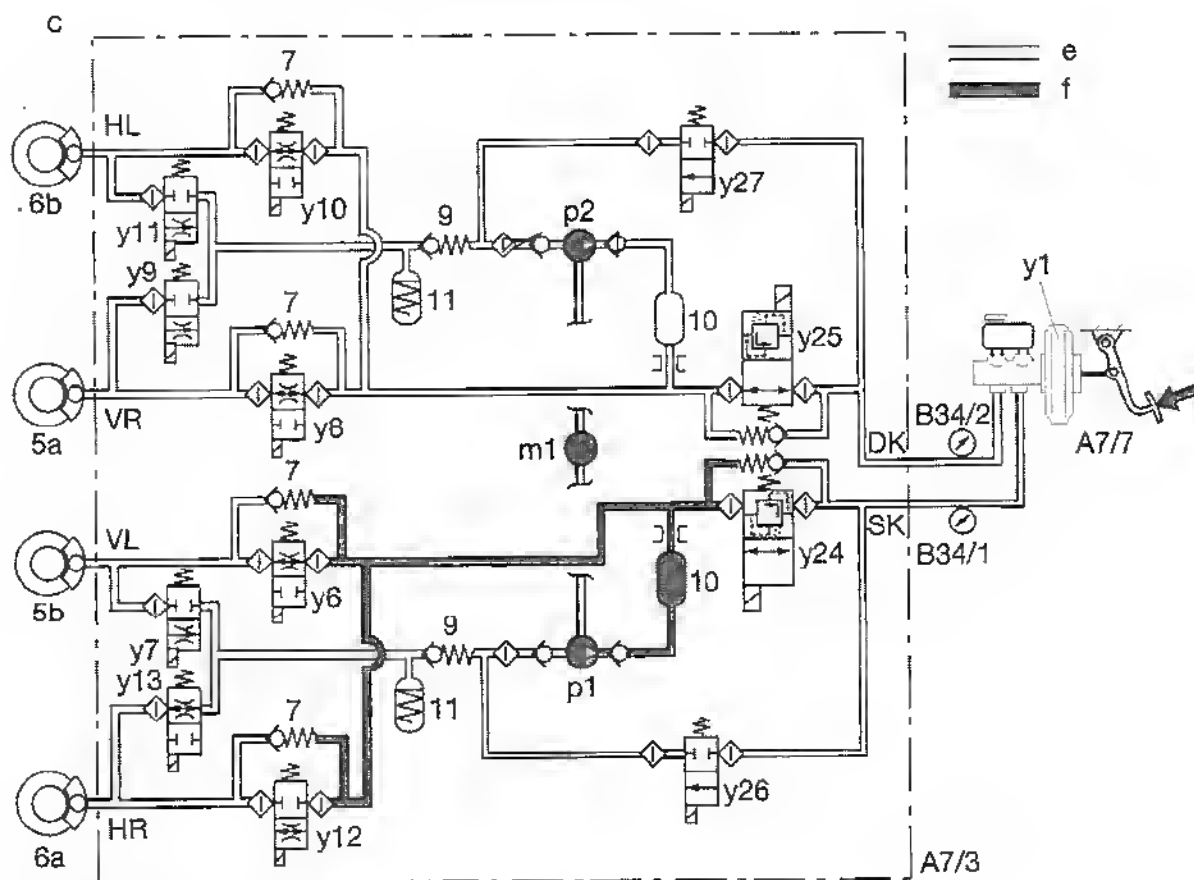 c
7
e
f
HL
6b
y10
y27
y11
9
p2
y9
11
7
10
y25
y1
5a
VR
y8
m1
DK
B34/2
A7/7
7
VL
SK
B34/1
5b
y6
10
y24
y7
9
y13
7
11
p1
6a
HR
y12
y26
A7/3